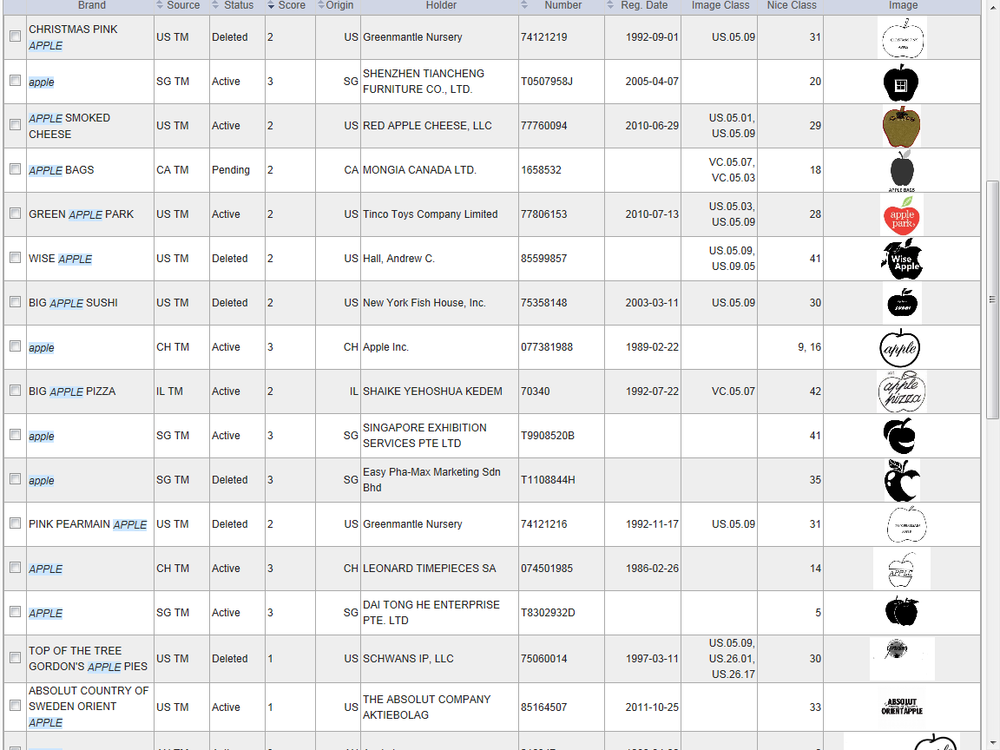 Brand Source Status Score Origin Holder Number Reg. Date Image Class Nice Class Image
CHRISTMAS PINK
APPLE US TM Deleted 2 US Greenmantle Nursery 74121219 1992-09-01 US.05.09 31
CHRISTMAS PINK
APPLE
apple SG TM Active 3 SG SHENZHEN TIANCHENG
FURNITURE CO., LTD. T0507958J 2005-04-07 20
APPLE SMOKED
CHEESE US TM Active 2 US RED APPLE CHEESE, LLC 77760094 2010-06-29 US.05.01,
US.05.09 29
APPLE BAGS CA TM Pending 2 CA MONGIA CANADA LTD. 1658532 VC.05.07,
VC.05.03 18
APPLE BAGS
GREEN APPLE PARK US TM Active 2 US Tinco Toys Company Limited 77806153 2010-07-13 US.05.03,
US.05.09 28
apple
park
WISE APPLE US TM Deleted 2 US Hall, Andrew C. 85599857 US.05.09,
US.09.05 41
Wise
Apple
BIG APPLE SUSHI US TM Deleted 2 US New York Fish House, Inc. 75358148 2003-03-11 US.05.09 30
apple CH TM Active 3 CH Apple Inc. 077381988 1989-02-22 9, 16
apple
BIG APPLE PIZZA IL TM Active 2 IL SHAIKE YEHOSHUA KEDEM 70340 1992-07-22 VC.05.07 42
apple
pizza
apple SG TM Active 3 SG SINGAPORE EXHIBITION
SERVICES PTE LTD T9908520B 41
apple SG TM Deleted 3 SG Easy Pha-Max Marketing Sdn
Bhd T1108844H 35
PINK PEARMAIN APPLE US TM Deleted 2 US Greenmantle Nursery 74121216 1992-11-17 US.05.09 31
PINK PEARMAIN
APPLE
APPLE CH TM Active 3 CH LEONARD TIMEPIECES SA 074501985 1986-02-26 14
APPLE
APPLE SG TM Active 3 SG DAI TONG HE ENTERPRISE
PTE. LTD T8302932D 5
TOP OF THE TREE
GORDON'S APPLE PIES US TM Deleted 1 US SCHWANS IP, LLC 75060014 1997-03-11 US.05.09,
US.26.01,
US.26.17 30
ABSOLUT COUNTRY OF
SWEDEN ORIENT
APPLE US TM Active 1 US THE ABSOLUT COMPANY
AKTIEBOLAG 85164507 2011-10-25 33
ABSOLUT
ORIENT APPLE